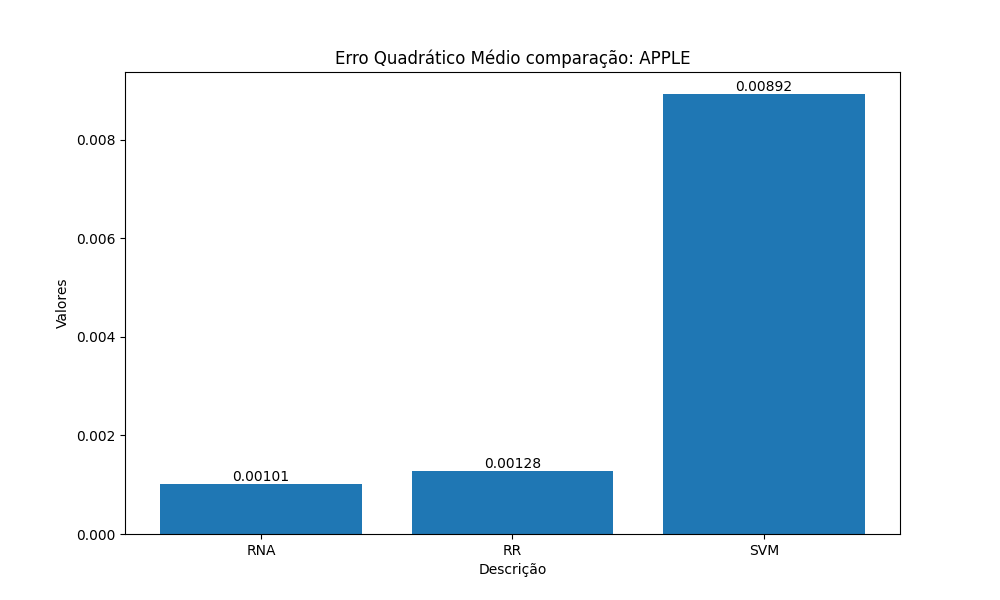 Erro Quadrático Médio comparação: APPLE
0.00892
0.008
0.006
Valores
0.004
0.002
0.00128
0.00101
0.000
RNA RR SVM
Descrição